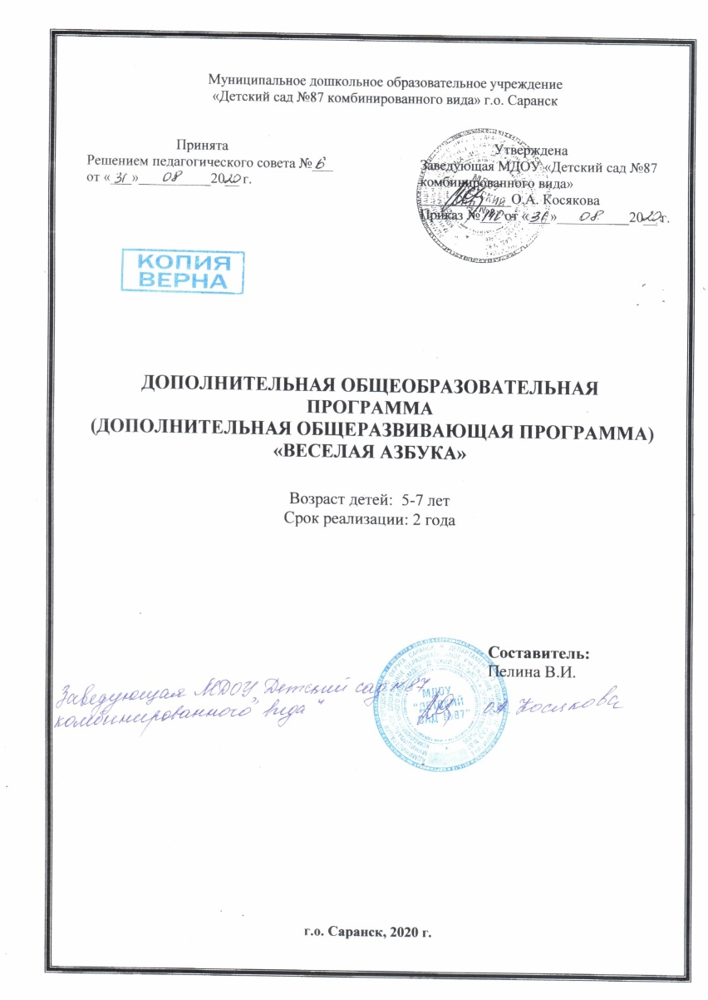 Муниципальное дошкольное образовательное учреждение
«Детский сад №87 комбинированного вида» г.о. Саранск
Принята
Решением педагогического совета № 6
от « 31 » 08 2020 г.
Утверждена
Заведующая МДОУ «Детский сад №87
комбинированного вида»
О.А. Косякова
Приказ № от « 31 » 08 2020 г.
КОПИЯ
ВЕРНА
ДОПОЛНИТЕЛЬНАЯ ОБЩЕОБРАЗОВАТЕЛЬНАЯ
ПРОГРАММА
(ДОПОЛНИТЕЛЬНАЯ ОБЩЕРАЗВИВАЮЩАЯ ПРОГРАММА)
«ВЕСЕЛАЯ АЗБУКА»
Возраст детей: 5-7 лет
Срок реализации: 2 года
Составитель:
Пелина В.И.
Заведующая МДОУ „Детский сад №87
комбинированного вида" ОА Косякова
МДОУ
"ДЕТСКИЙ
САД №87"
г.о. Саранск, 2020 г.